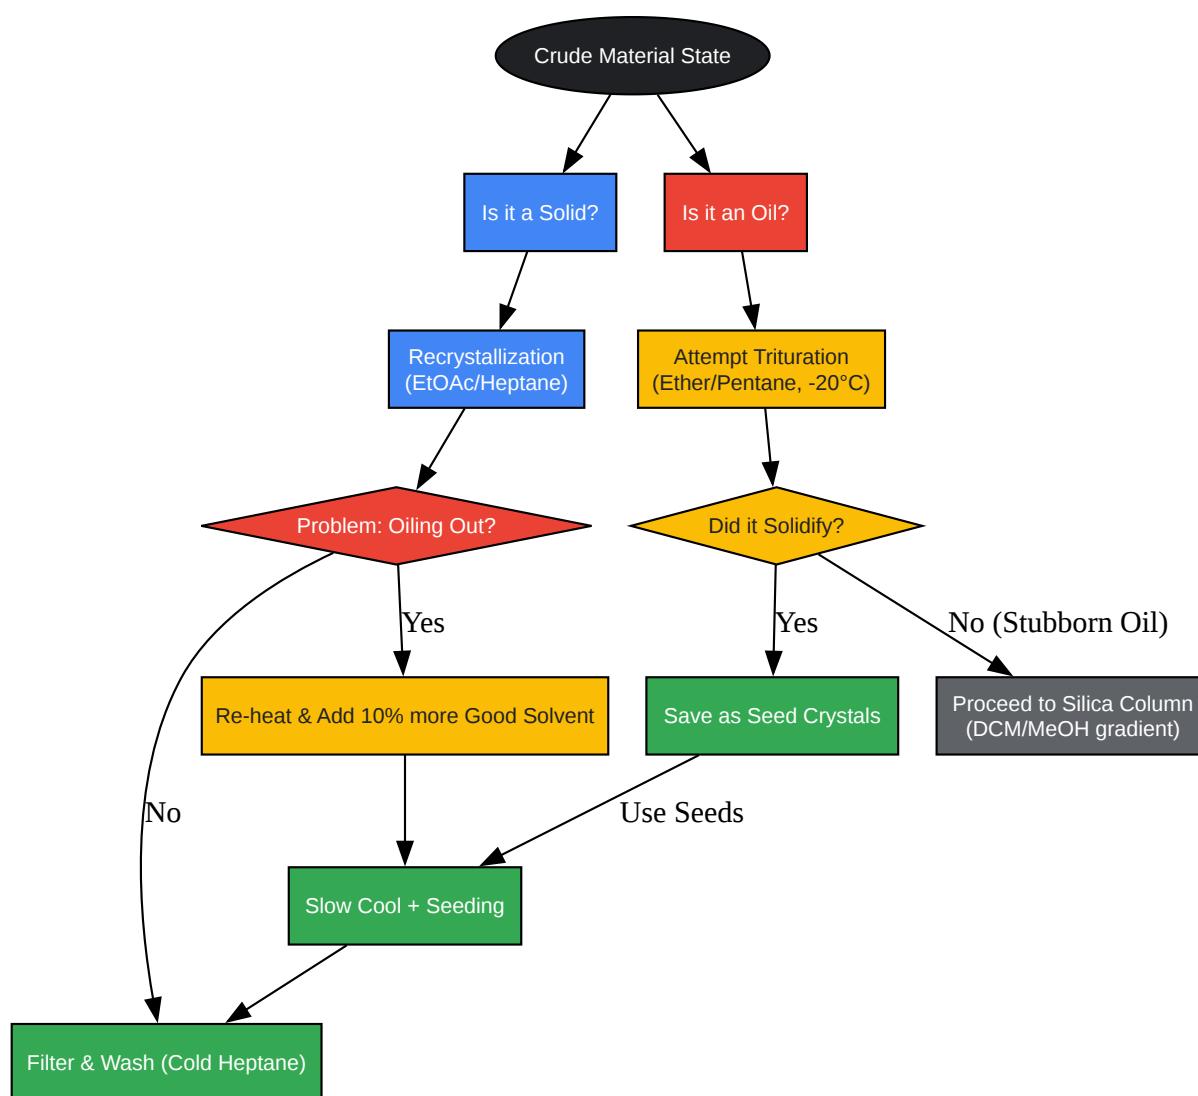 Crude Material State
Is it a Solid?
Is it an Oil?
Recrystallization
(EtOAc/Heptane)
Attempt Trituration
(Ether/Pentane, -20°C)
Problem: Oiling Out?
Did it Solidify?
Yes
Yes
No (Stubborn Oil)
Re-heat & Add 10% more Good Solvent
Save as Seed Crystals
Proceed to Silica Column
(DCM/MeOH gradient)
No
Use Seeds
Slow Cool + Seeding
Filter & Wash (Cold Heptane)